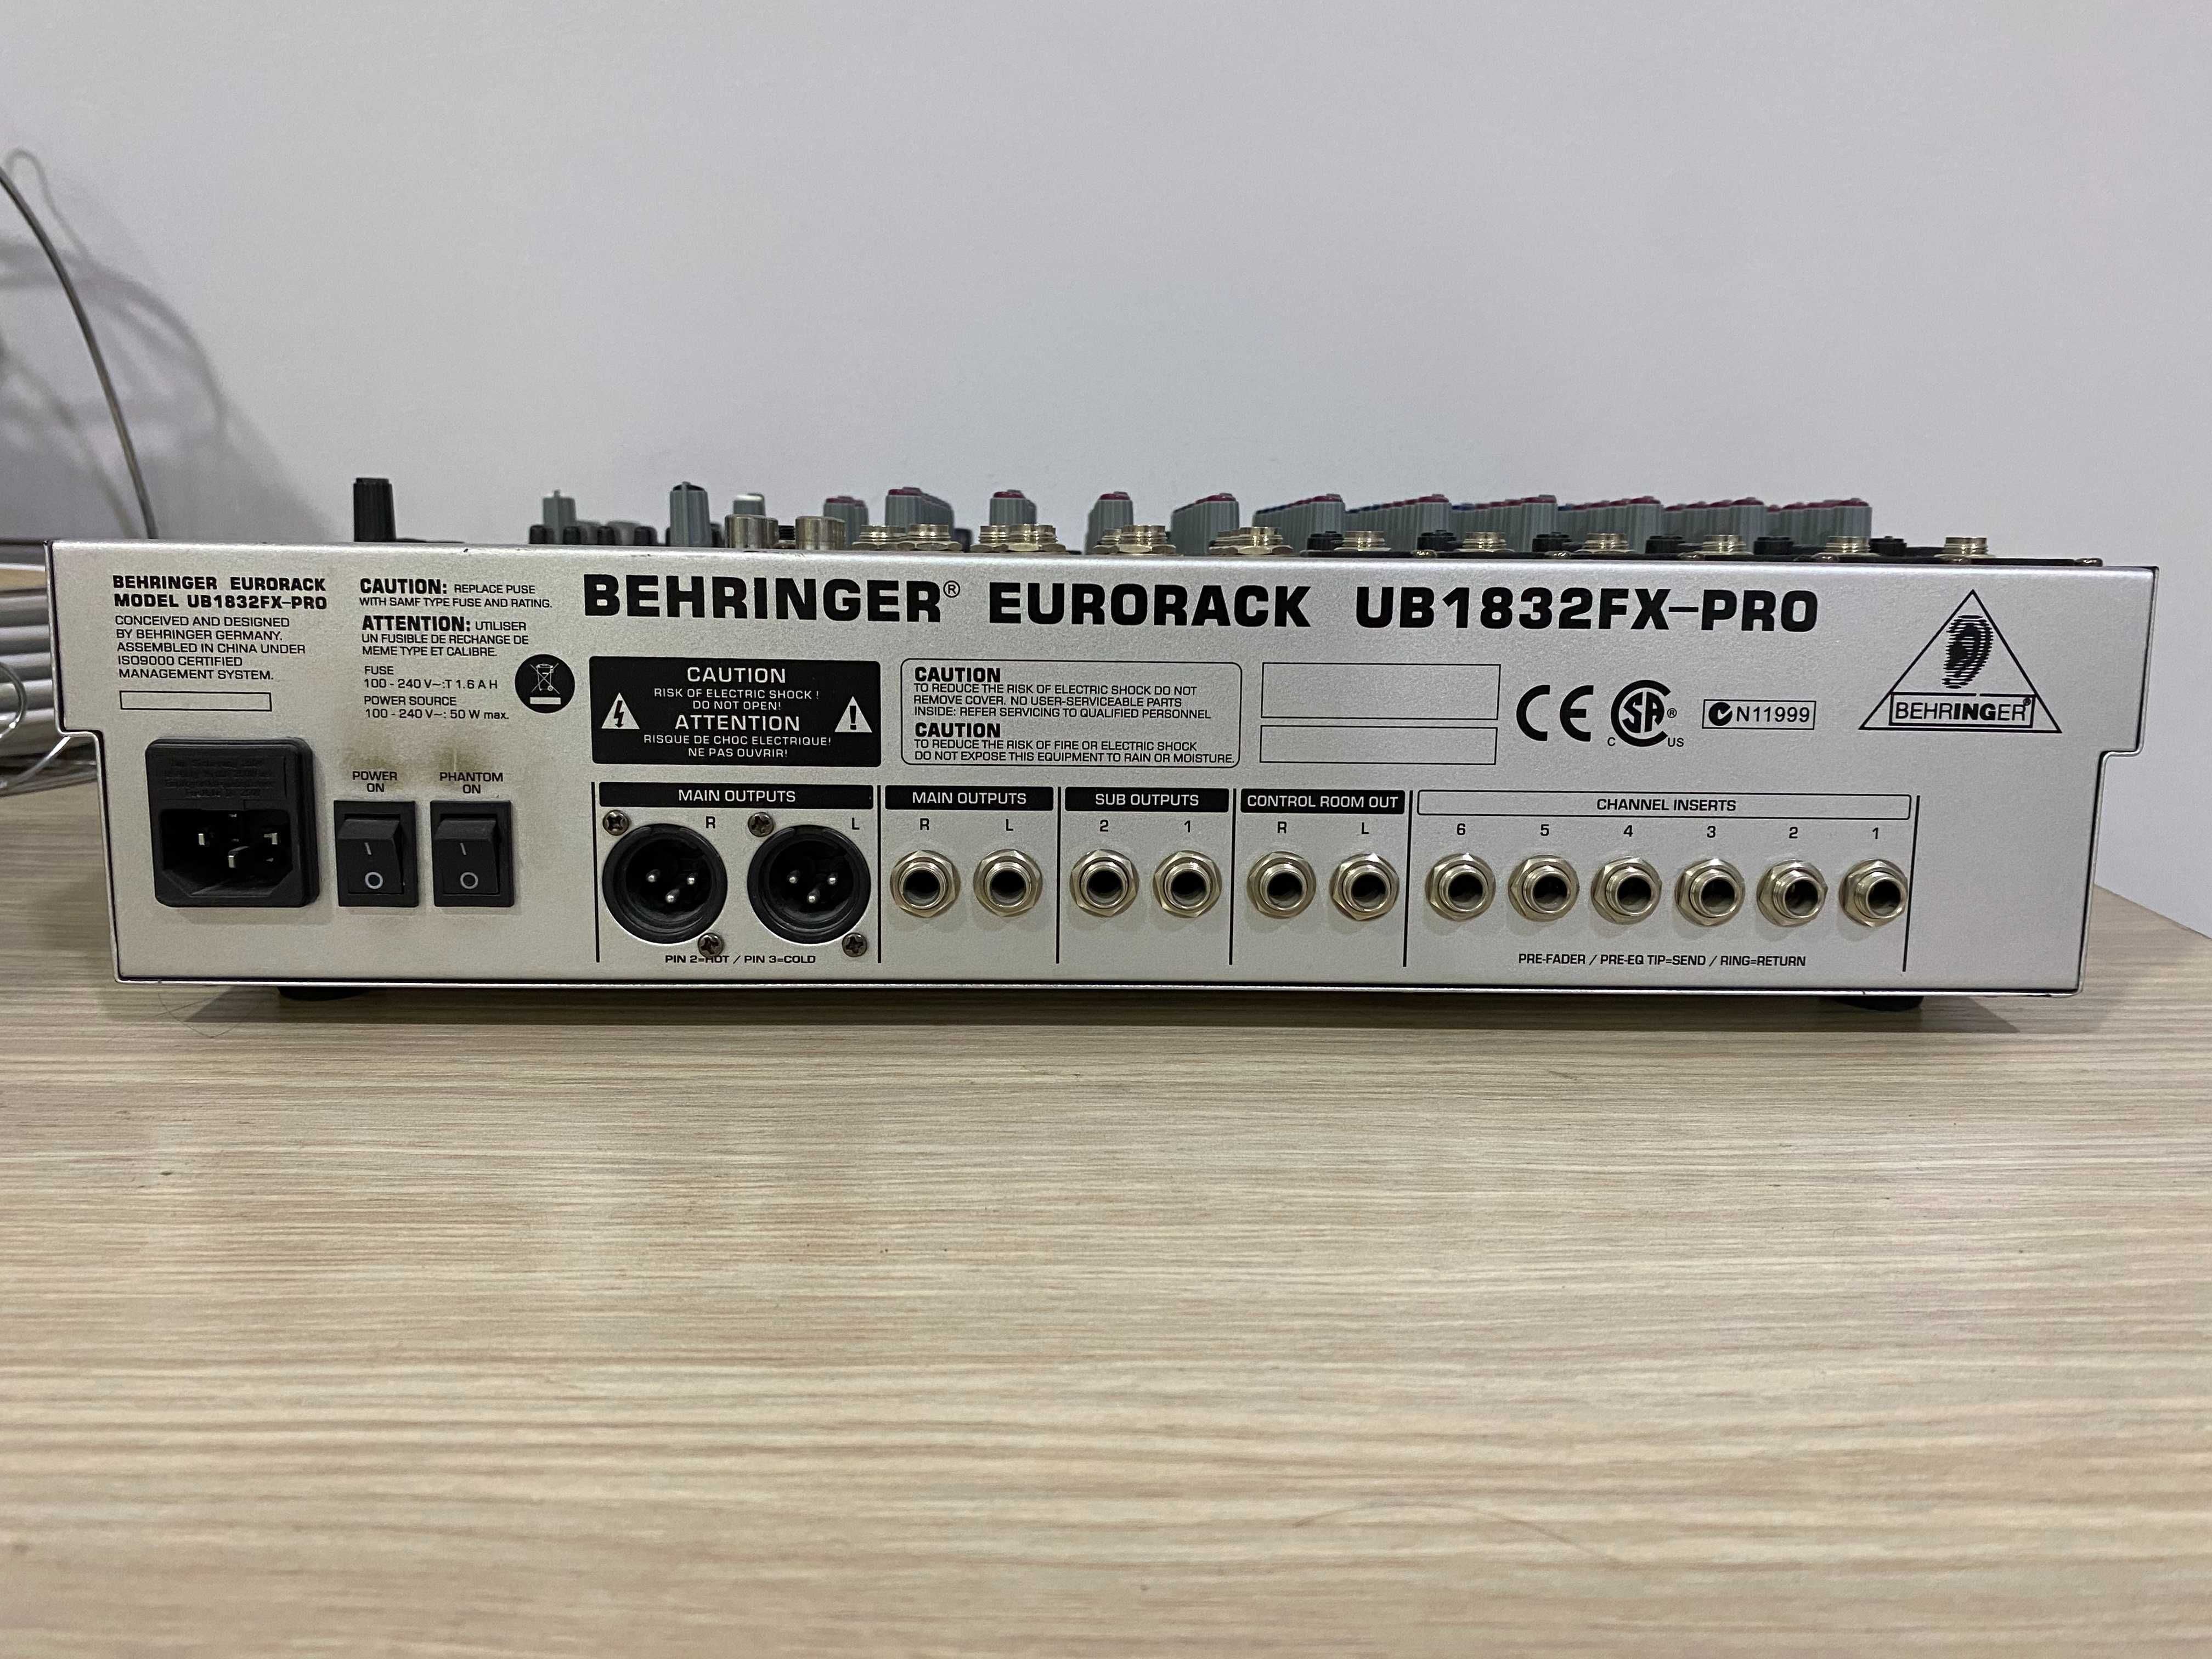 BEHRINGER EURORACK
MODEL UB1832FX-PRO
CONCEIVED AND DESIGNED
BY BEHRINGER GERMANY.
ASSEMBLED IN CHINA UNDER
ISO9000 CERTIFIED
MANAGEMENT SYSTEM.
CAUTION: REPLACE PUSE
WITH SAMF TYPE FUSE AND RATING.
ATTENTION: UTILISER
UN FUSIBLE DE RECHANGE DE
MEME TYPE ET CALIBRE.
FUSE
100 - 240 V~:T 1.6 A H
POWER SOURCE
100 - 240 V~: 50 W max.
BEHRINGER® EURORACK UB1832FX-PRO
CAUTION
RISK OF ELECTRIC SHOCK !
DO NOT OPEN!
ATTENTION
RISQUE DE CHOC ELECTRIQUE!
NE PAS OUVRIR!
CAUTION
TO REDUCE THE RISK OF ELECTRIC SHOCK DO NOT
REMOVE COVER. NO USER-SERVICEABLE PARTS
INSIDE: REFER SERVICING TO QUALIFIED PERSONNEL
CAUTION
TO REDUCE THE RISK OF FIRE OR ELECTRIC SHOCK
DO NOT EXPOSE THIS EQUIPMENT TO RAIN OR MOISTURE.
CE
C SA ® US
N11999
BEHRINGER®
POWER
ON
PHANTOM
ON
MAIN OUTPUTS
R L
PIN 2=HOT / PIN 3=COLD
MAIN OUTPUTS
R L
SUB OUTPUTS
2 1
CONTROL ROOM OUT
R L
CHANNEL INSERTS
6 5 4 3 2 1
PRE-FADER / PRE-EQ TIP=SEND / RING=RETURN